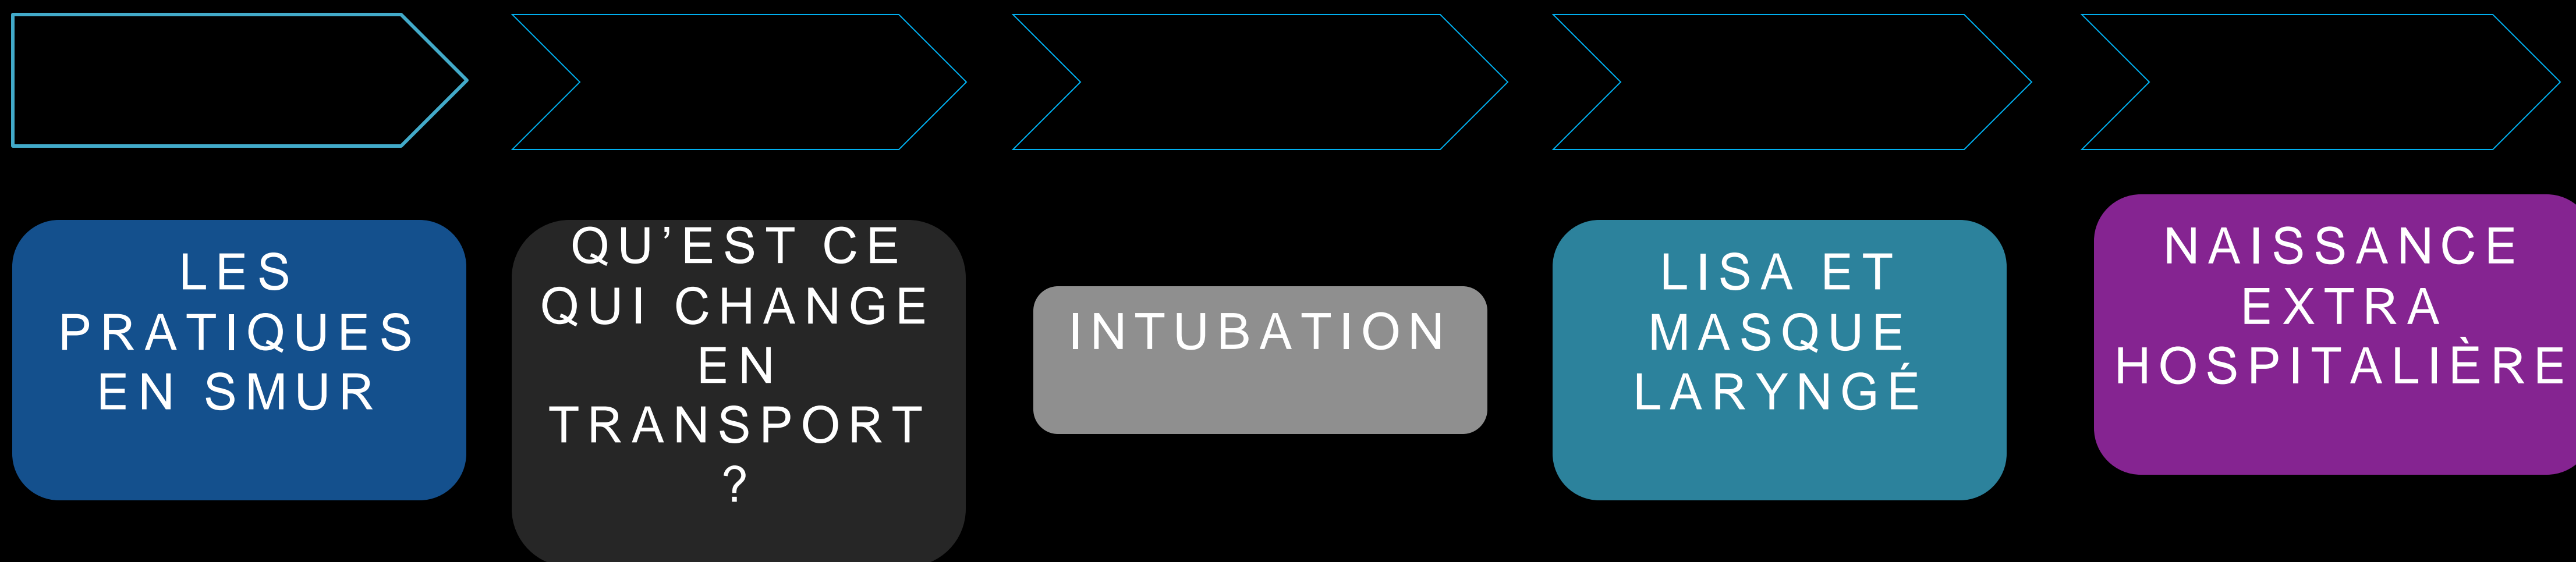 LES
PRATIQUES
EN SMUR
QU’EST CE
QUI CHANGE
EN
TRANSPORT
?
INTUBATION
LISA ET
MASQUE
LARYNGÉ
NAISSANCE
EXTRA
HOSPITALIÈRE